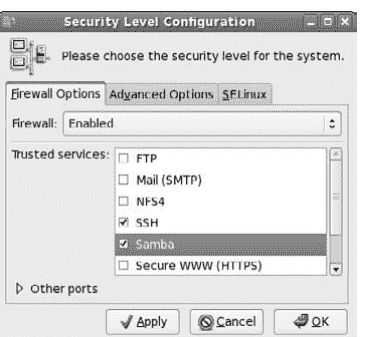 Security Level Configuration
Please choose the security level for the system.
Firewall Options Advanced Options SELinux
Firewall: Enabled
Trusted services:
FTP
Mail (SMTP)
NFS4
SSH
Samba
Secure WWW (HTTPS)
Other ports
Apply Cancel OK